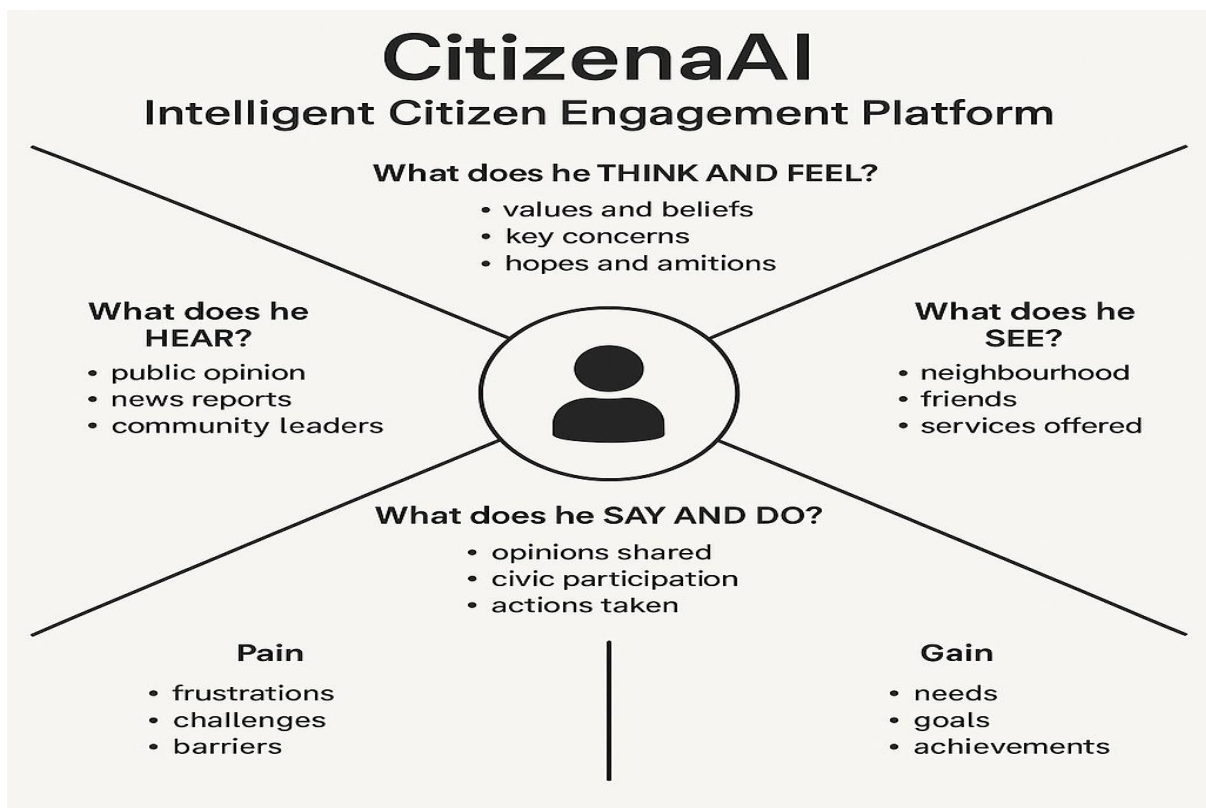 CitizenaAI
Intelligent Citizen Engagement Platform
What does he THINK AND FEEL?
• values and beliefs
• key concerns
• hopes and amitions
What does he
HEAR?
• public opinion
• news reports
• community leaders
What does he
SEE?
• neighbourhood
• friends
• services offered
What does he SAY AND DO?
• opinions shared
• civic participation
• actions taken
Pain
• frustrations
• challenges
• barriers
Gain
• needs
• goals
• achievements